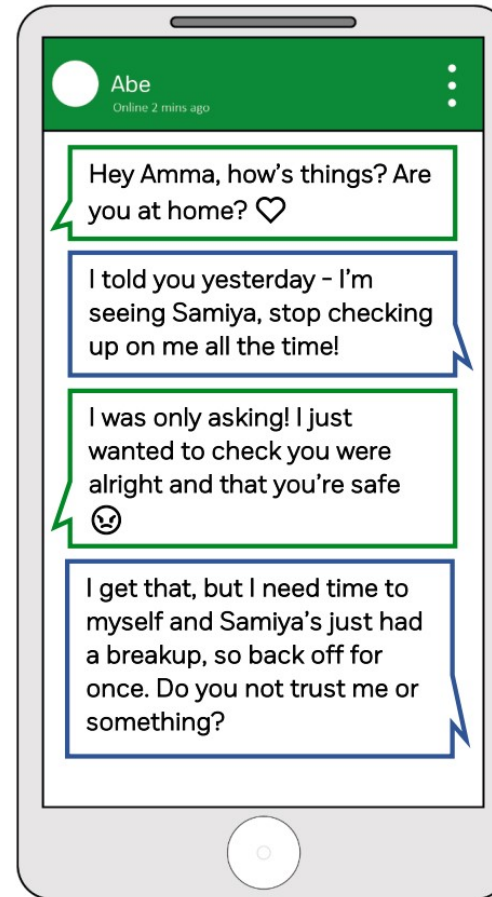 Abe
Online 2 mins ago
Hey Amma, how's things? Are
you at home? ♡
I told you yesterday - I'm
seeing Samiya, stop checking
up on me all the time!
I was only asking! I just
wanted to check you were
alright and that you're safe
😠
I get that, but I need time to
myself and Samiya's just had
a breakup, so back off for
once. Do you not trust me or
something?